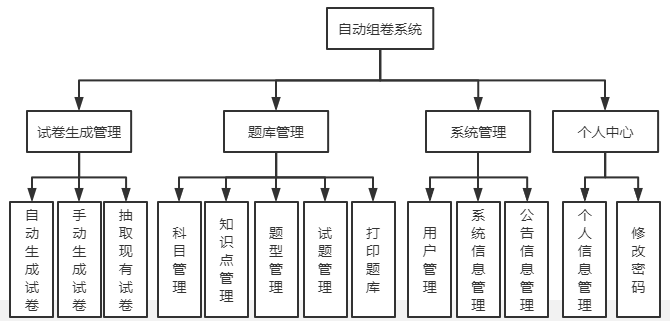 自动组卷系统
试卷生成管理
题库管理
系统管理
个人中心
自动生成试卷
手动生成试卷
抽取现有试卷
科目管理
知识点管理
题型管理
试题管理
打印题库
用户管理
系统信息管理
公告信息管理
个人信息管理
修改密码